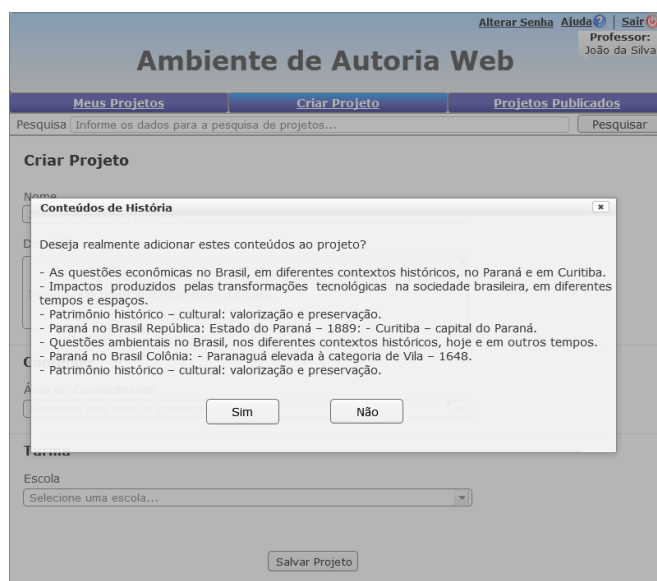 Alterar Senha Ajuda? | Sair
Professor:
João da Silva
Ambiente de Autoria Web
Meus Projetos Criar Projeto Projetos Publicados
Pesquisa Informe os dados para a pesquisa de projetos... Pesquisar
Criar Projeto
Nome
Conteúdos de História
Deseja realmente adicionar estes conteúdos ao projeto?
- As questões econômicas no Brasil, em diferentes contextos históricos, no Paraná e em Curitiba.
- Impactos produzidos pelas transformações tecnológicas na sociedade brasileira, em diferentes
tempos e espaços.
- Patrimônio histórico – cultural: valorização e preservação.
- Paraná no Brasil República: Estado do Paraná – 1889: - Curitiba – capital do Paraná.
- Questões ambientais no Brasil, nos diferentes contextos históricos, hoje e em outros tempos.
- Paraná no Brasil Colônia: - Paranaguá elevada à categoria de Vila – 1648.
- Patrimônio histórico – cultural: valorização e preservação.
Área do Conhecimento
Sim Não
Turma
Escola
Selecione uma escola...
Salvar Projeto